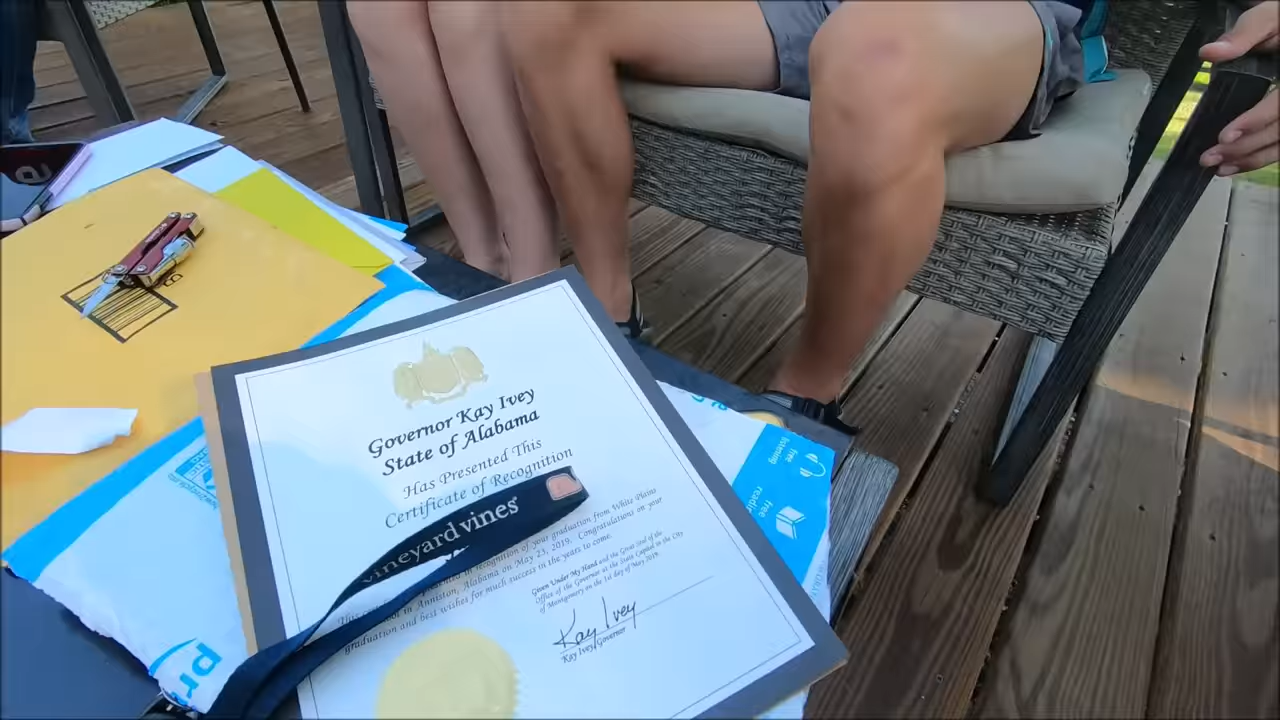 Governor Kay Ivey
State of Alabama
Has Presented This
Certificate of Recognition
vineyard vines
in recognition of your graduation from White Plains
in Anniston, Alabama on May 23, 2019. Congratulations on your
graduation and best wishes for much success in the years to come.
Given Under My Hand and the Great Seal of the
Office of the Governor at the State Capitol in the City
of Montgomery on the 1st day of May 2019.
Kay Ivey
Kay Ivey, Governor
free
listening
free
pr